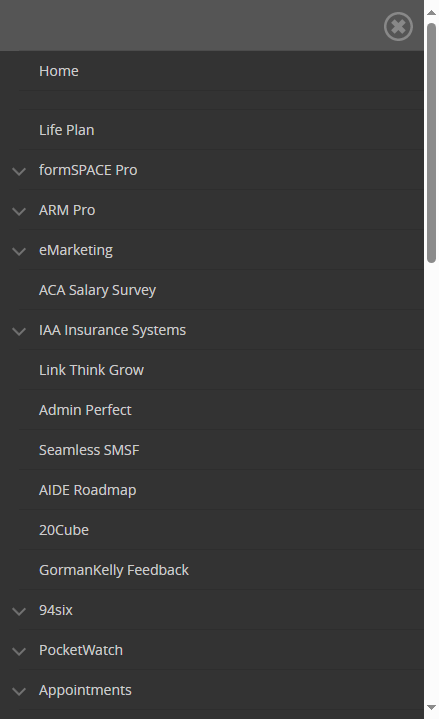 Home
Life Plan
formSPACE Pro
ARM Pro
eMarketing
ACA Salary Survey
IAA Insurance Systems
Link Think Grow
Admin Perfect
Seamless SMSF
AIDE Roadmap
20Cube
GormanKelly Feedback
94six
PocketWatch
Appointments